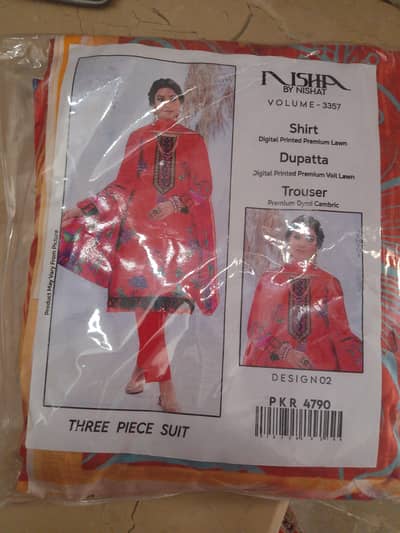 NISHA
BY NISHAT
VOLUME - 3357
Shirt
Digital Printed Premium Lawn
Dupatta
Digital Printed Premium Voil Lawn
Trouser
Premium Dyed Cambric
Product May Vary From Picture
DESIGN 02
PKR 4790
THREE PIECE SUIT